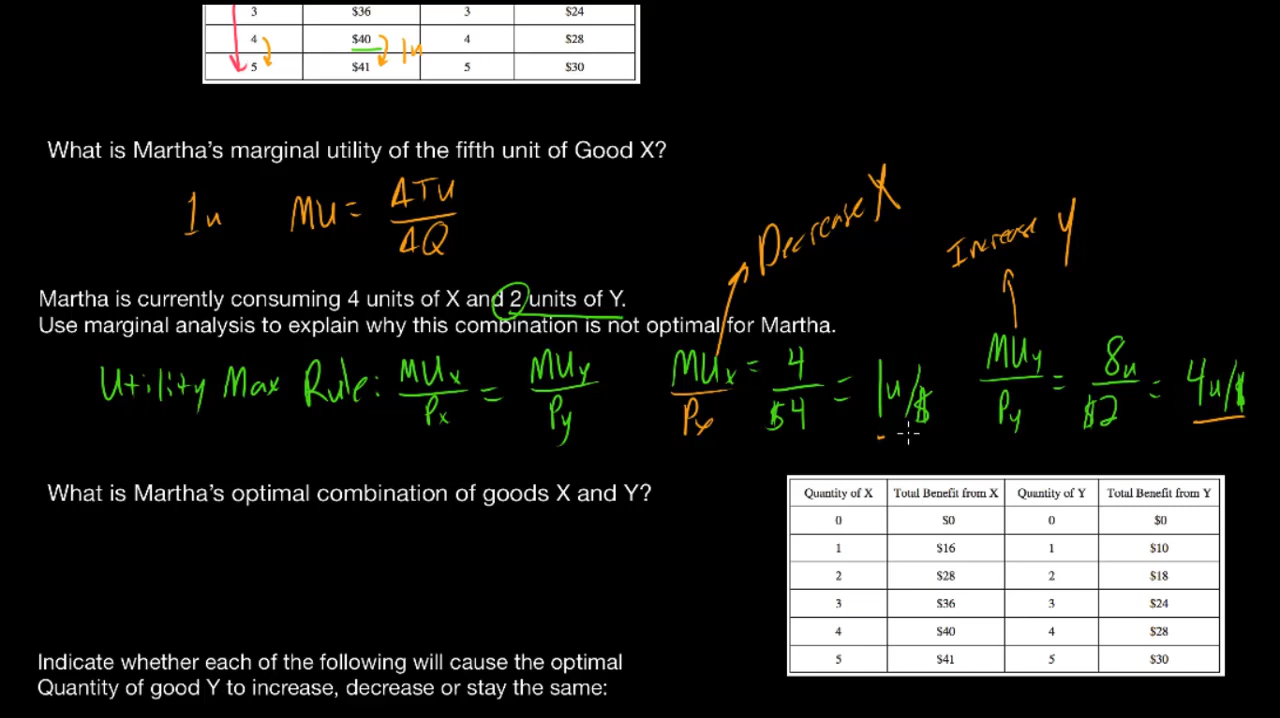 3 $36 3 $24
4 $40 4 $28
5 $41 5 $30
1u
What is Martha's marginal utility of the fifth unit of Good X?
1u MU = ΔTU / ΔQ
Decrease X
Increase Y
Martha is currently consuming 4 units of X and 2 units of Y.
Use marginal analysis to explain why this combination is not optimal for Martha.
Utility Max Rule: MUx / Px = MUy / Py
MUx / Px = 4 / $4 = 1u/$
MUy / Py = 8u / $2 = 4u/$
What is Martha's optimal combination of goods X and Y?
Quantity of X Total Benefit from X Quantity of Y Total Benefit from Y
0 $0 0 $0
1 $16 1 $10
2 $28 2 $18
3 $36 3 $24
4 $40 4 $28
5 $41 5 $30
Indicate whether each of the following will cause the optimal
Quantity of good Y to increase, decrease or stay the same: